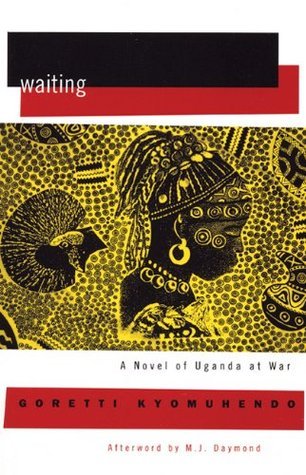 waiting
A Novel of Uganda at War
GORETTI KYOMUHENDO
Afterword by M.J. Daymond